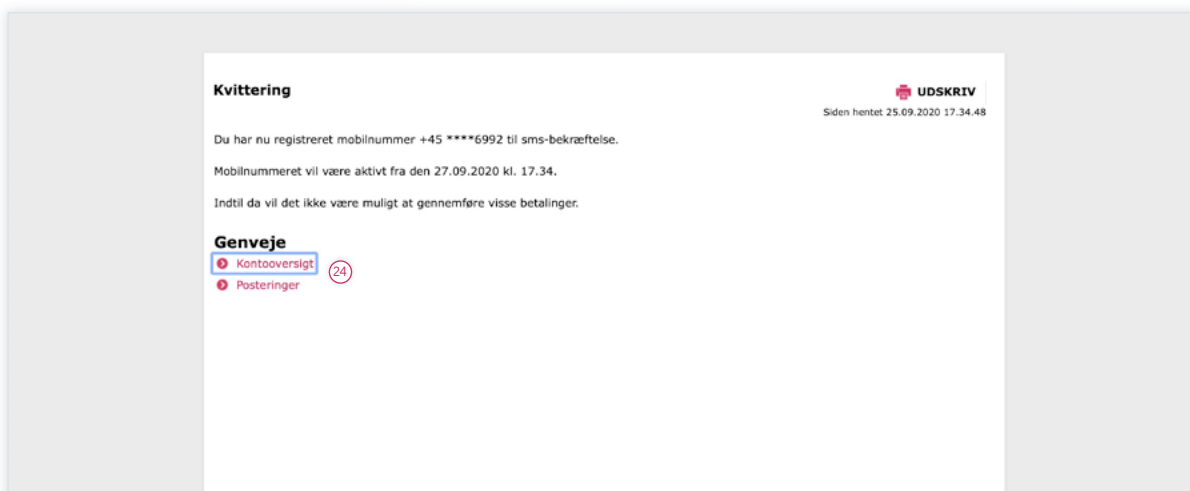 Kvittering
UDSKRIV
Siden hentet 25.09.2020 17.34.48
Du har nu registreret mobilnummer +45 ****6992 til sms-bekræftelse.
Mobilnummeret vil være aktivt fra den 27.09.2020 kl. 17.34.
Indtil da vil det ikke være muligt at gennemføre visse betalinger.
Genveje
Kontooversigt
24
Posteringer